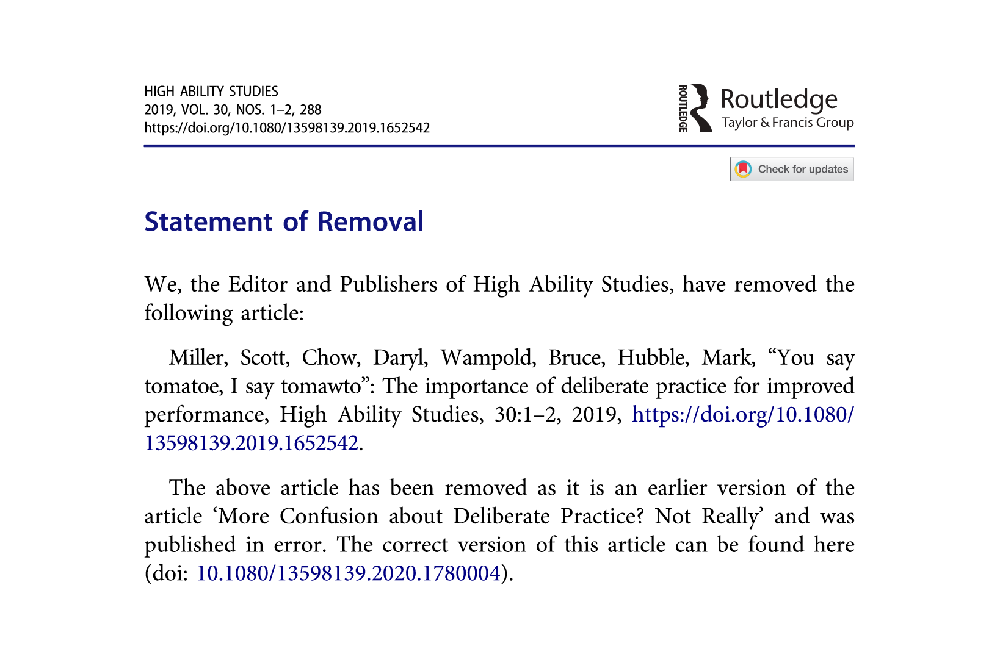 HIGH ABILITY STUDIES
2019, VOL. 30, NOS. 1–2, 288
https://doi.org/10.1080/13598139.2019.1652542
ROUTLEDGE
Routledge
Taylor & Francis Group
Check for updates
Statement of Removal
We, the Editor and Publishers of High Ability Studies, have removed the
following article:
Miller, Scott, Chow, Daryl, Wampold, Bruce, Hubble, Mark, “You say
tomatoe, I say tomawto”: The importance of deliberate practice for improved
performance, High Ability Studies, 30:1–2, 2019, https://doi.org/10.1080/
13598139.2019.1652542.
The above article has been removed as it is an earlier version of the
article ‘More Confusion about Deliberate Practice? Not Really’ and was
published in error. The correct version of this article can be found here
(doi: 10.1080/13598139.2020.1780004).